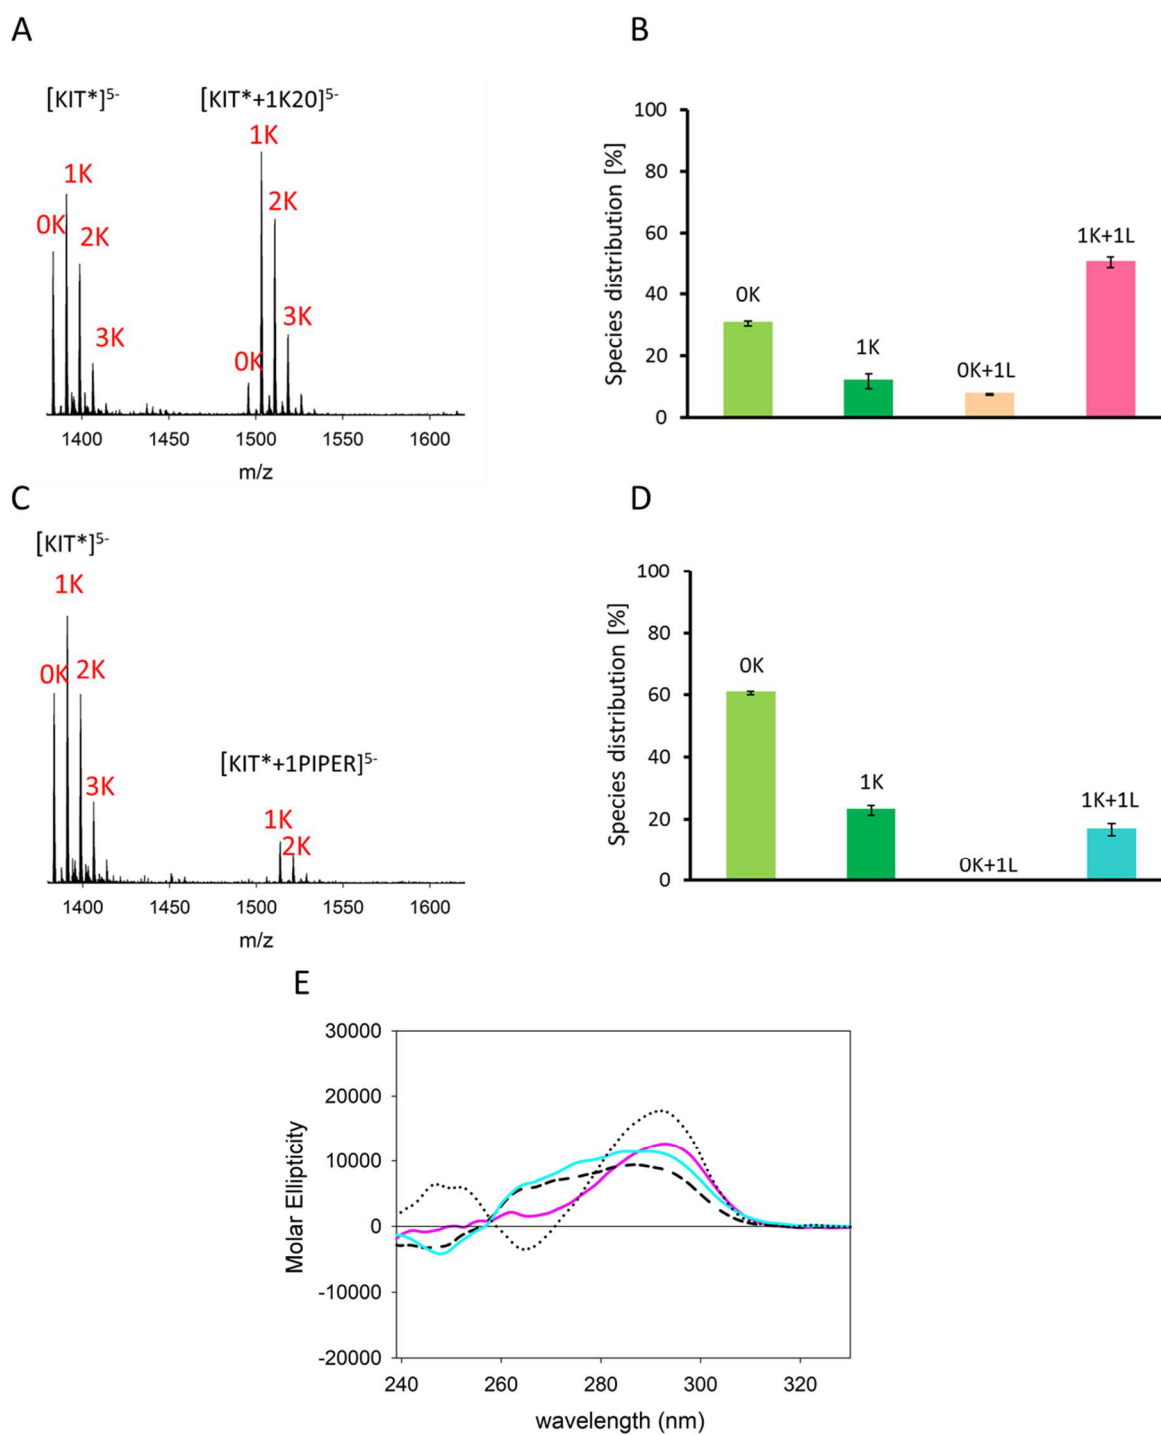 A
[KIT*]5-
[KIT*+1K20]5-
0K
1K
2K
3K
0K
1K
2K
3K
1400 1450 1500 1550 1600
m/z
B
Species distribution [%]
100
80
60
40
20
0
0K
1K
0K+1L
1K+1L
C
[KIT*]5-
[KIT*+1PIPER]5-
0K
1K
2K
3K
1K
2K
1400 1450 1500 1550 1600
m/z
D
Species distribution [%]
100
80
60
40
20
0
0K
1K
0K+1L
1K+1L
E
Molar Ellipticity
30000
20000
10000
0
-10000
-20000
240 260 280 300 320
wavelength (nm)